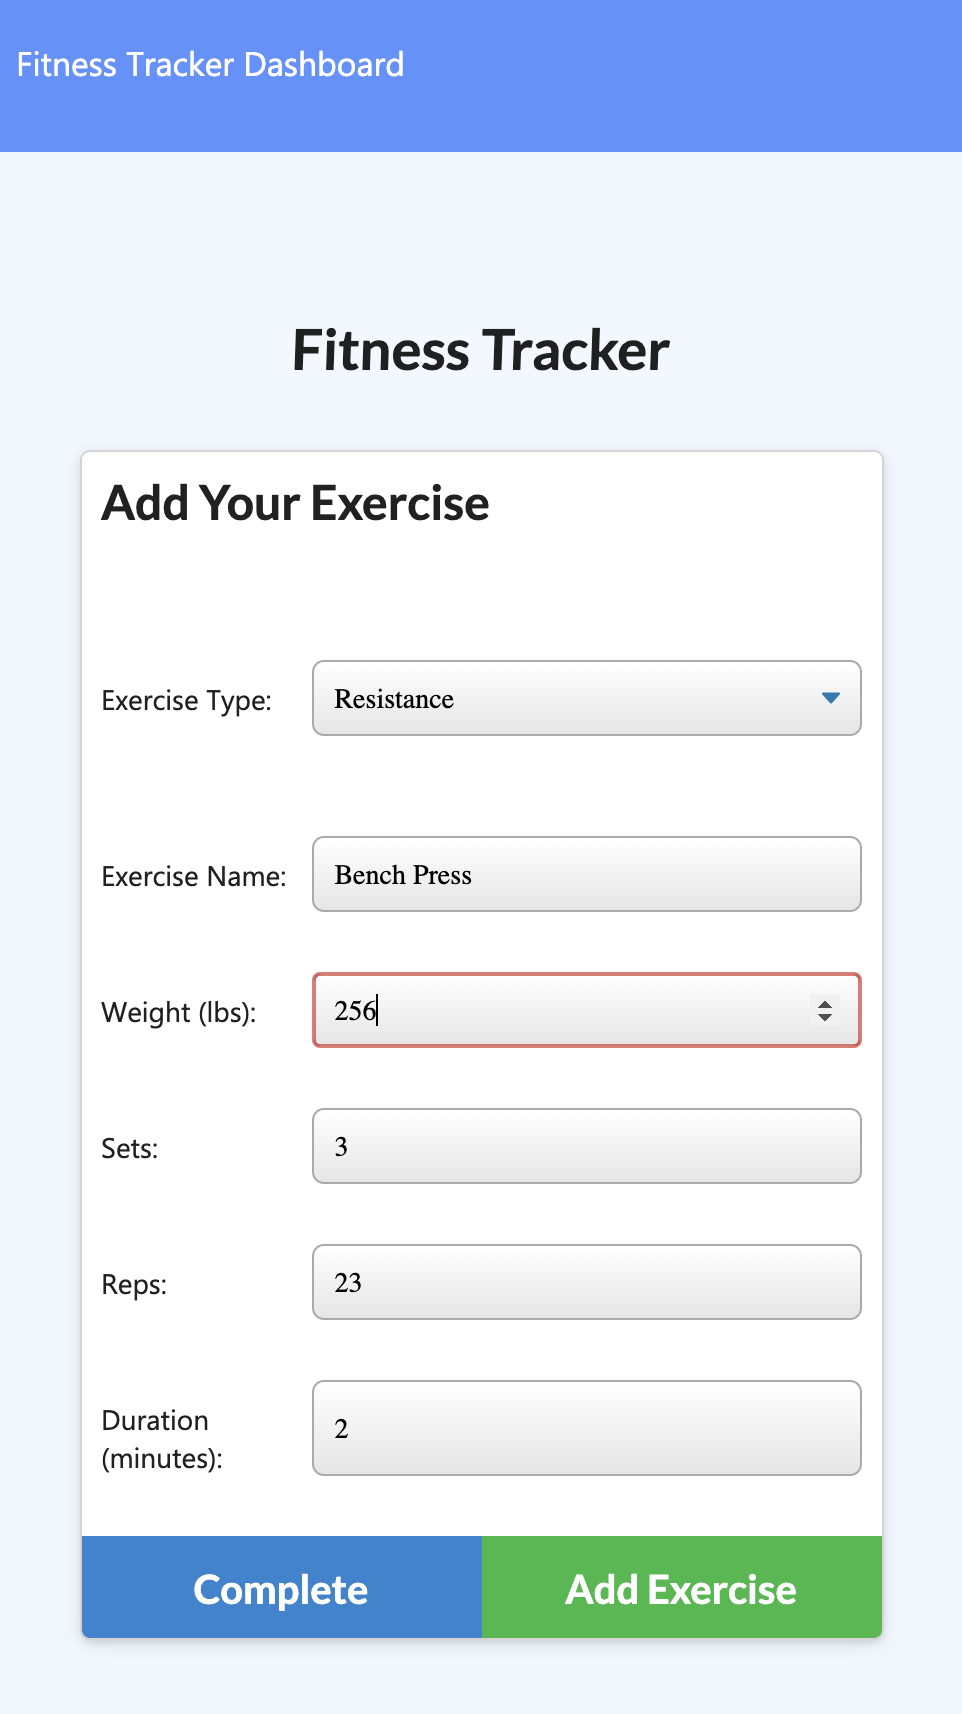 Fitness Tracker Dashboard
Fitness Tracker
Add Your Exercise
Exercise Type: Resistance
Exercise Name: Bench Press
Weight (lbs): 256
Sets: 3
Reps: 23
Duration
(minutes): 2
Complete Add Exercise